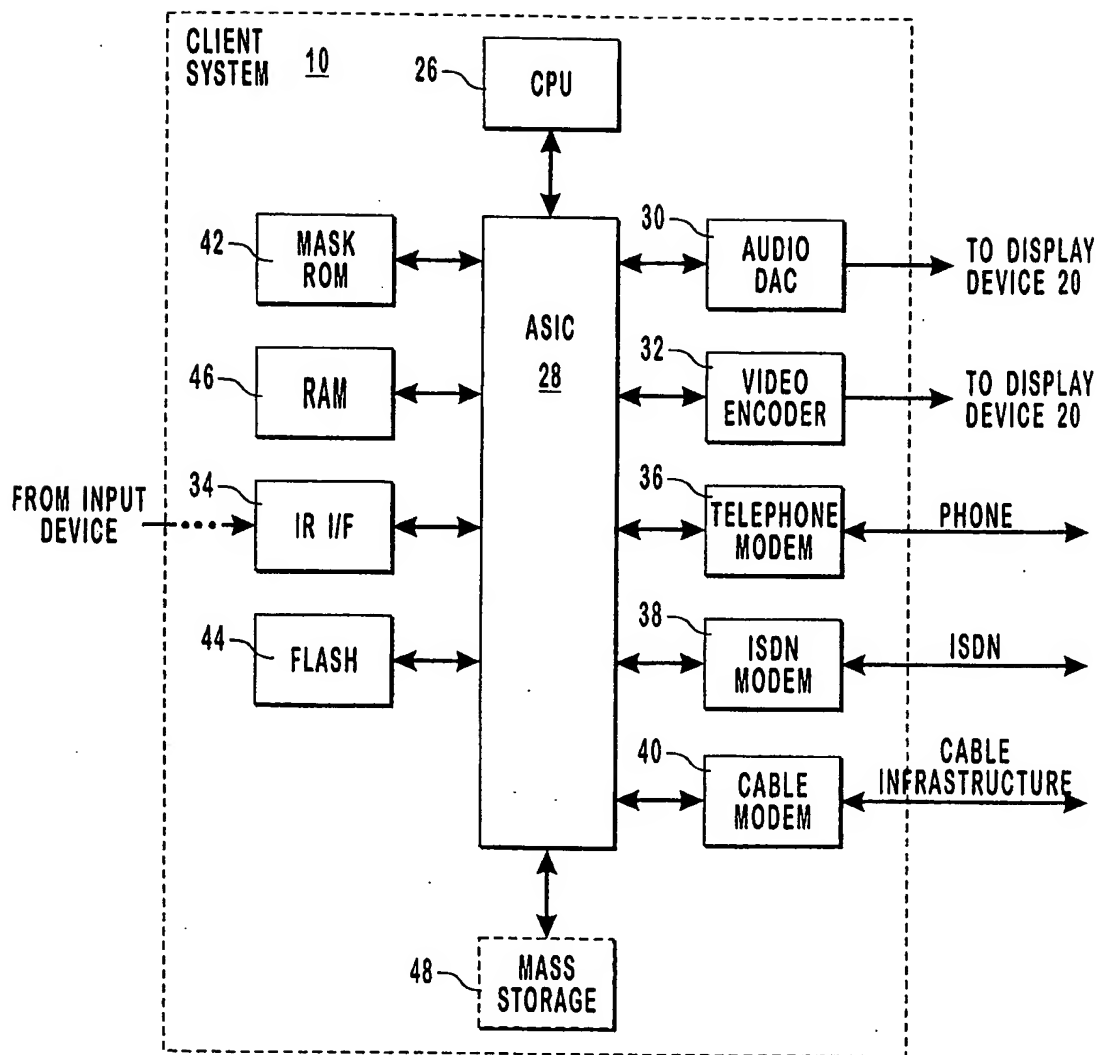 CLIENT
SYSTEM 10
26
CPU
42
MASK
ROM
46
RAM
FROM INPUT
DEVICE
34
IR I/F
44
FLASH
ASIC
28
30
AUDIO
DAC
TO DISPLAY
DEVICE 20
32
VIDEO
ENCODER
TO DISPLAY
DEVICE 20
36
TELEPHONE
MODEM
PHONE
38
ISDN
MODEM
ISDN
40
CABLE
MODEM
CABLE
INFRASTRUCTURE
48
MASS
STORAGE